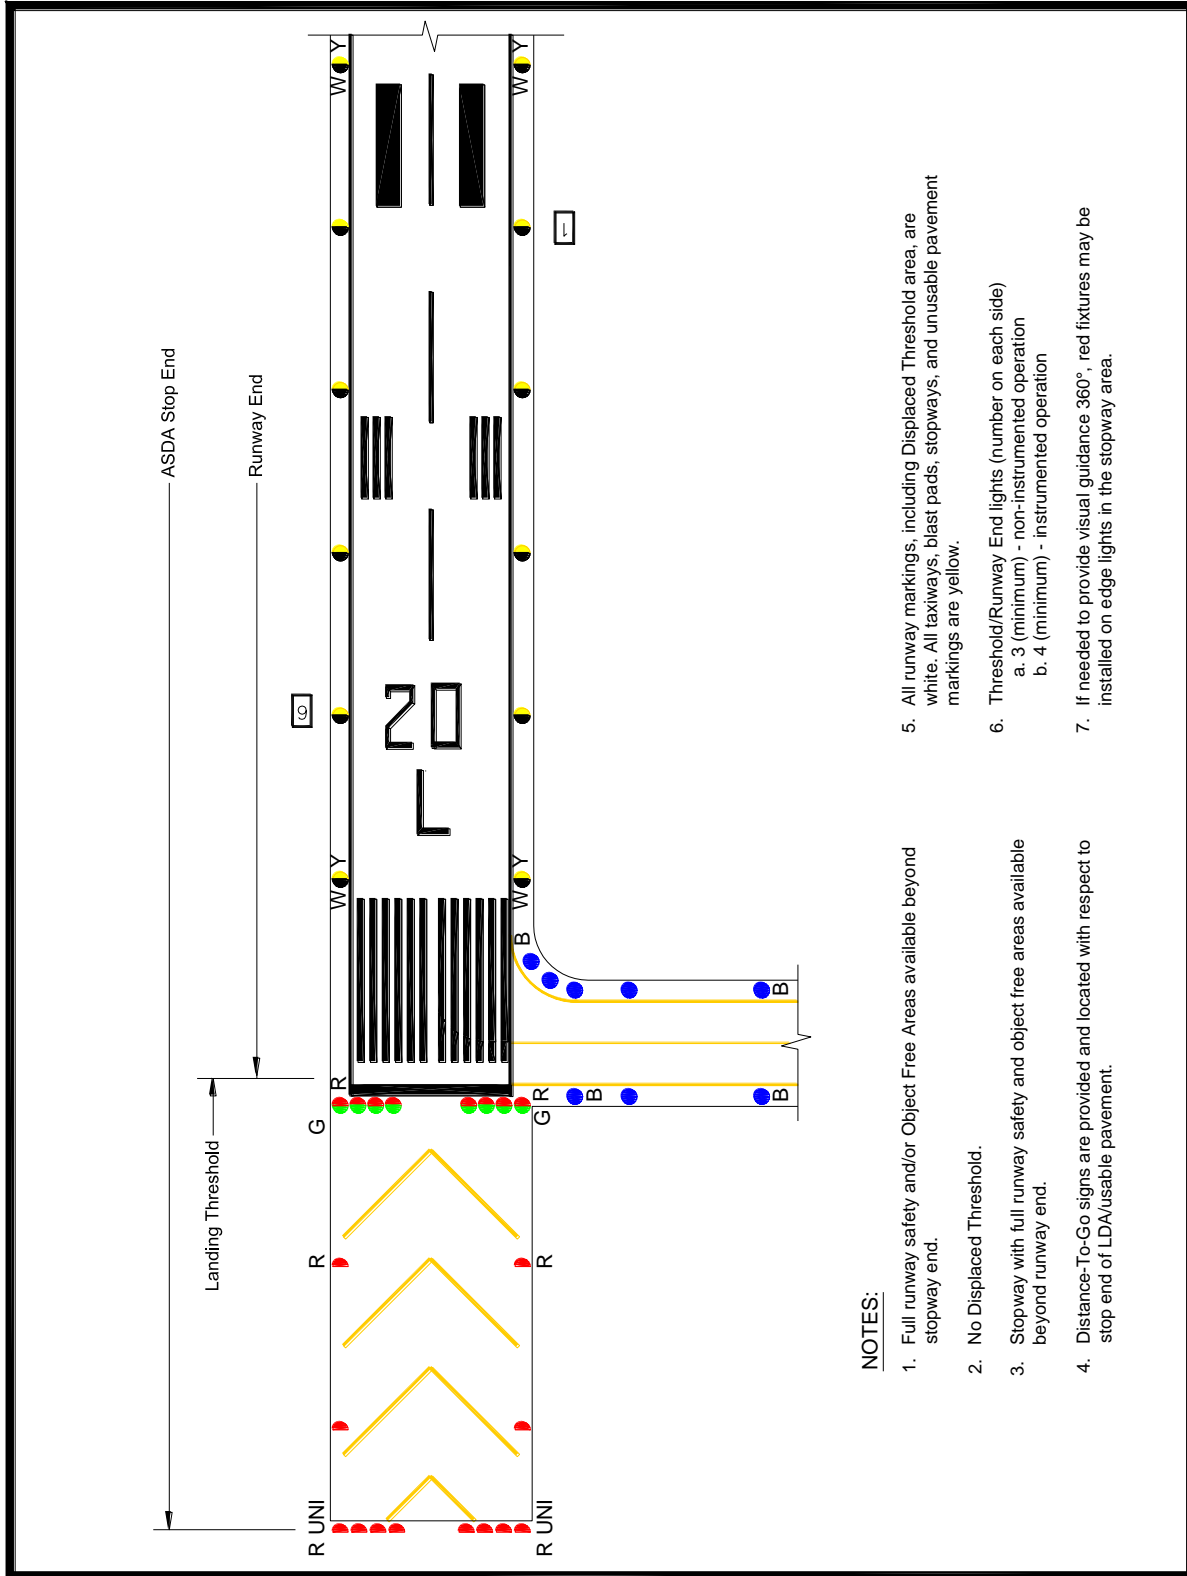 ASDA Stop End
Landing Threshold
Runway End
9
R UNI
R
G
R
W Y
W Y
20
L
B
W Y
W Y
R UNI
R
G
R
1
B
B
B
NOTES:
1. Full runway safety and/or Object Free Areas available beyond
stopway end.
2. No Displaced Threshold.
3. Stopway with full runway safety and object free areas available
beyond runway end.
4. Distance-To-Go signs are provided and located with respect to
stop end of LDA/usable pavement.
5. All runway markings, including Displaced Threshold area, are
white. All taxiways, blast pads, stopways, and unusable pavement
markings are yellow.
6. Threshold/Runway End lights (number on each side)
a. 3 (minimum) - non-instrumented operation
b. 4 (minimum) - instrumented operation
7. If needed to provide visual guidance 360°, red fixtures may be
installed on edge lights in the stopway area.